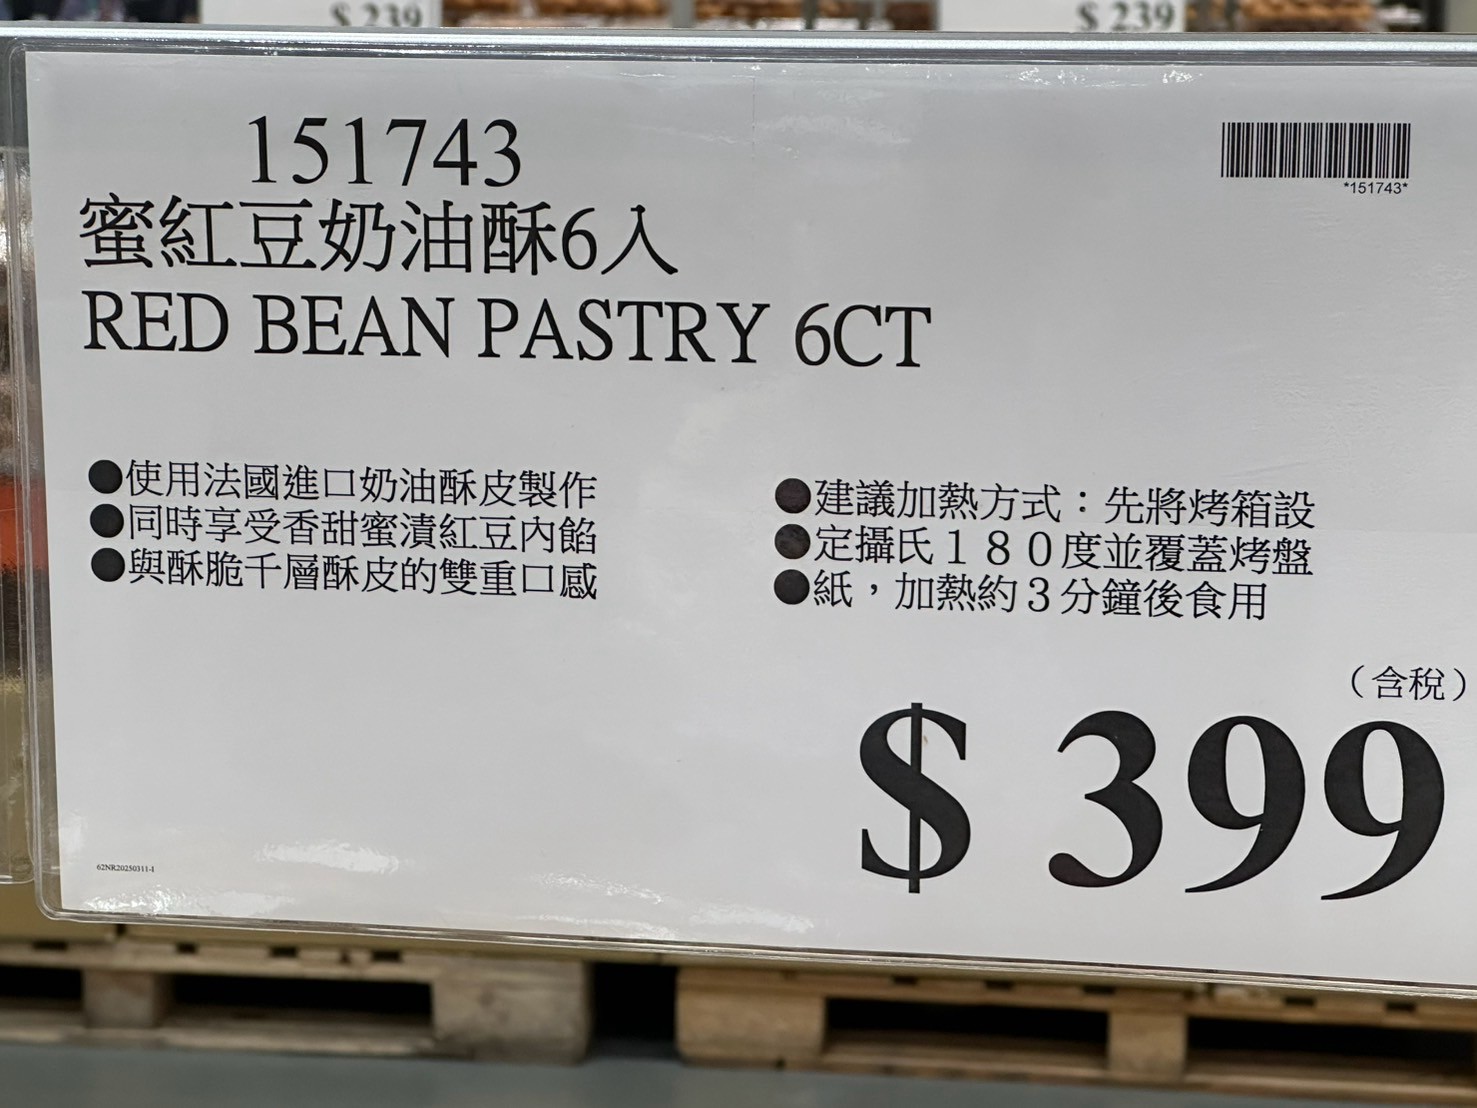 $ 239
$ 239
151743
*151743*
蜜紅豆奶油酥6入
RED BEAN PASTRY 6CT
●使用法國進口奶油酥皮製作
●同時享受香甜蜜漬紅豆內餡
●與酥脆千層酥皮的雙重口感
●建議加熱方式：先將烤箱設
●定攝氏１８０度並覆蓋烤盤
●紙，加熱約３分鐘後食用
（含稅）
$ 399
62NR20250311-1